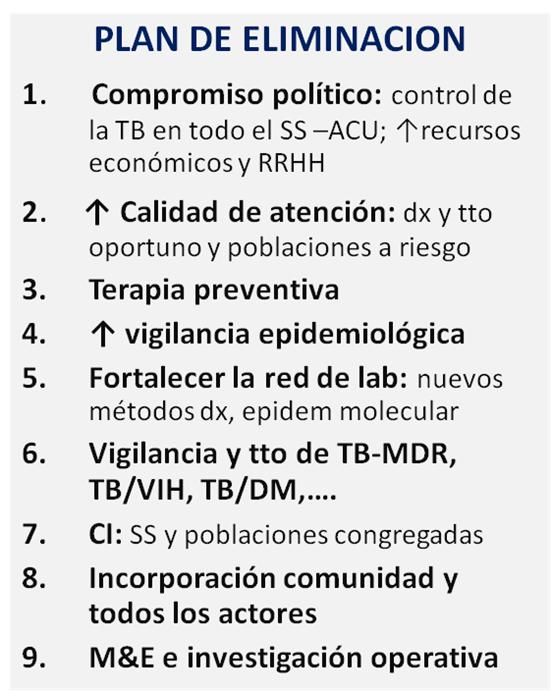 PLAN DE ELIMINACION
1. Compromiso político: control de
la TB en todo el SS –ACU; ↑recursos
económicos y RRHH
2. ↑ Calidad de atención: dx y tto
oportuno y poblaciones a riesgo
3. Terapia preventiva
4. ↑ vigilancia epidemiológica
5. Fortalecer la red de lab: nuevos
métodos dx, epidem molecular
6. Vigilancia y tto de TB-MDR,
TB/VIH, TB/DM,....
7. CI: SS y poblaciones congregadas
8. Incorporación comunidad y
todos los actores
9. M&E e investigación operativa